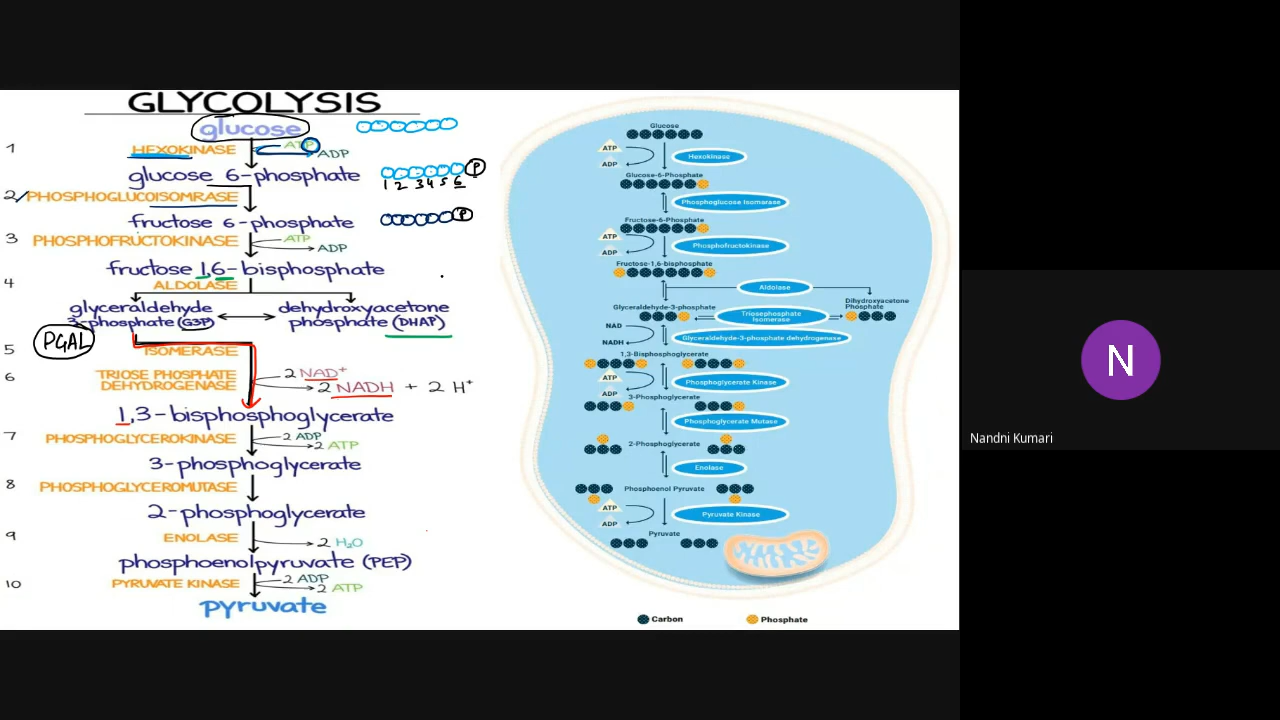 GLYCOLYSIS
glucose
1
HEXOKINASE
ATP
ADP
glucose 6-phosphate
P
1 2 3 4 5 6
2 PHOSPHOGLUCOISOMRASE
fructose 6-phosphate
P
3
PHOSPHOFRUCTOKINASE
ATP
ADP
fructose 1,6-bisphosphate
4
ALDOLASE
glyceraldehyde
3-phosphate (G3P)
dehydroxyacetone
phosphate (DHAP)
PGAL
5
ISOMERASE
6
TRIOSE PHOSPHATE
DEHYDROGENASE
2 NAD+
2 NADH + 2 H+
1,3-bisphosphoglycerate
7
PHOSPHOGLYCEROKINASE
2 ADP
2 ATP
3-phosphoglycerate
8
PHOSPHOGLYCEROMUTASE
2-phosphoglycerate
9
ENOLASE
2 H2O
phosphoenolpyruvate (PEP)
10
PYRUVATE KINASE
2 ADP
2 ATP
pyruvate
Glucose
ATP
ADP
Hexokinase
Glucose-6-Phosphate
Phosphoglucose Isomerase
Fructose-6-Phosphate
ATP
ADP
Phosphofructokinase
Fructose-1,6-bisphosphate
Aldolase
Glyceraldehyde-3-phosphate
Triosephosphate
Isomerase
Dihydroxyacetone
Phosphate
NAD
NADH
Glyceraldehyde-3-phosphate dehydrogenase
1,3-Bisphosphoglycerate
ATP
ADP
Phosphoglycerate Kinase
3-Phosphoglycerate
Phosphoglycerate Mutase
2-Phosphoglycerate
Enolase
Phosphoenol Pyruvate
ATP
ADP
Pyruvate Kinase
Pyruvate
Carbon
Phosphate
N
Nandni Kumari